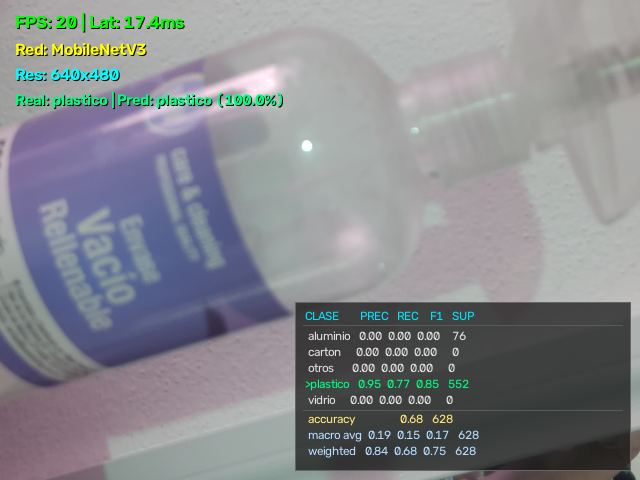 FPS: 20 | Lat: 17.4ms
Red: MobileNetV3
Res: 640x480
Real: plastico | Pred: plastico (100.0%)
care & cleaning
Envase
Vacío
Rellenable
CLASE PREC REC F1 SUP
aluminio 0.00 0.00 0.00 76
carton 0.00 0.00 0.00 0
otros 0.00 0.00 0.00 0
>plastico 0.95 0.77 0.85 552
vidrio 0.00 0.00 0.00 0
accuracy 0.68 628
macro avg 0.19 0.15 0.17 628
weighted 0.84 0.68 0.75 628